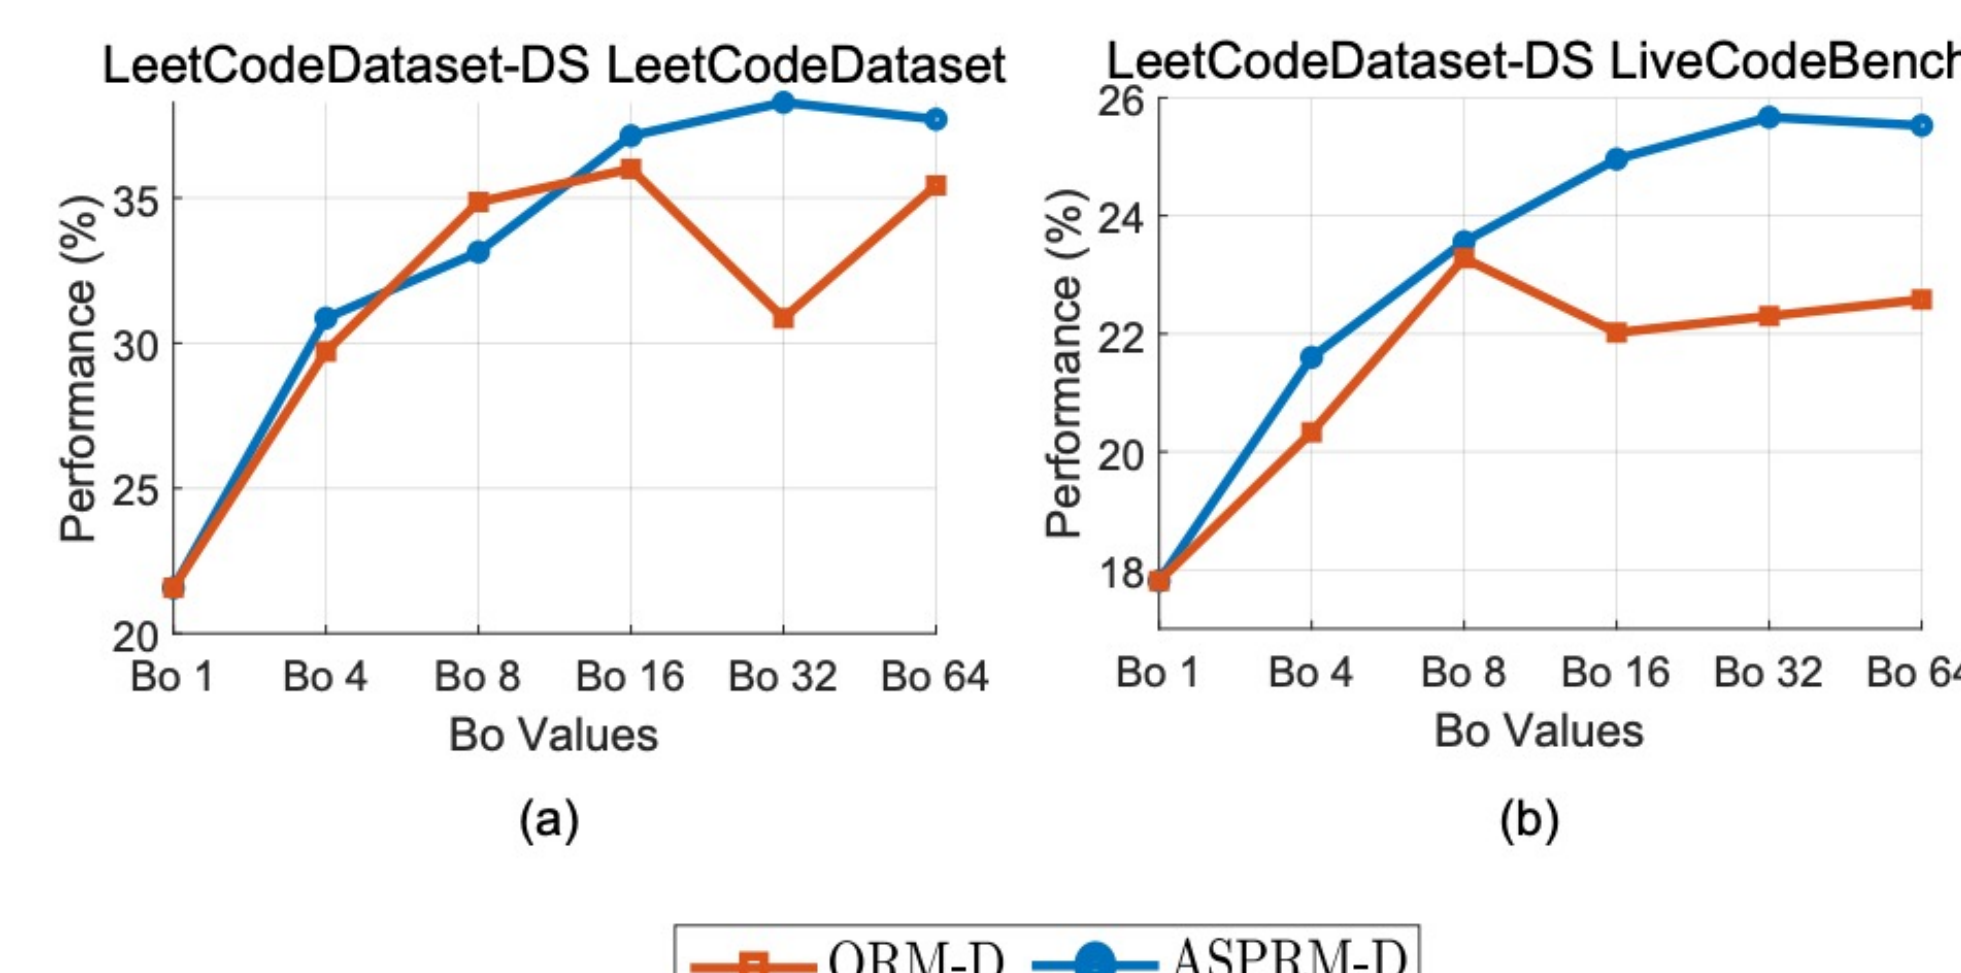 LeetCodeDataset-DS LeetCodeDataset
Performance (%)
35
30
25
20
Bo 1 Bo 4 Bo 8 Bo 16 Bo 32 Bo 64
Bo Values
(a)
LeetCodeDataset-DS LiveCodeBench
Performance (%)
26
24
22
20
18
Bo 1 Bo 4 Bo 8 Bo 16 Bo 32 Bo 64
Bo Values
(b)
ORM-D ASPRM-D